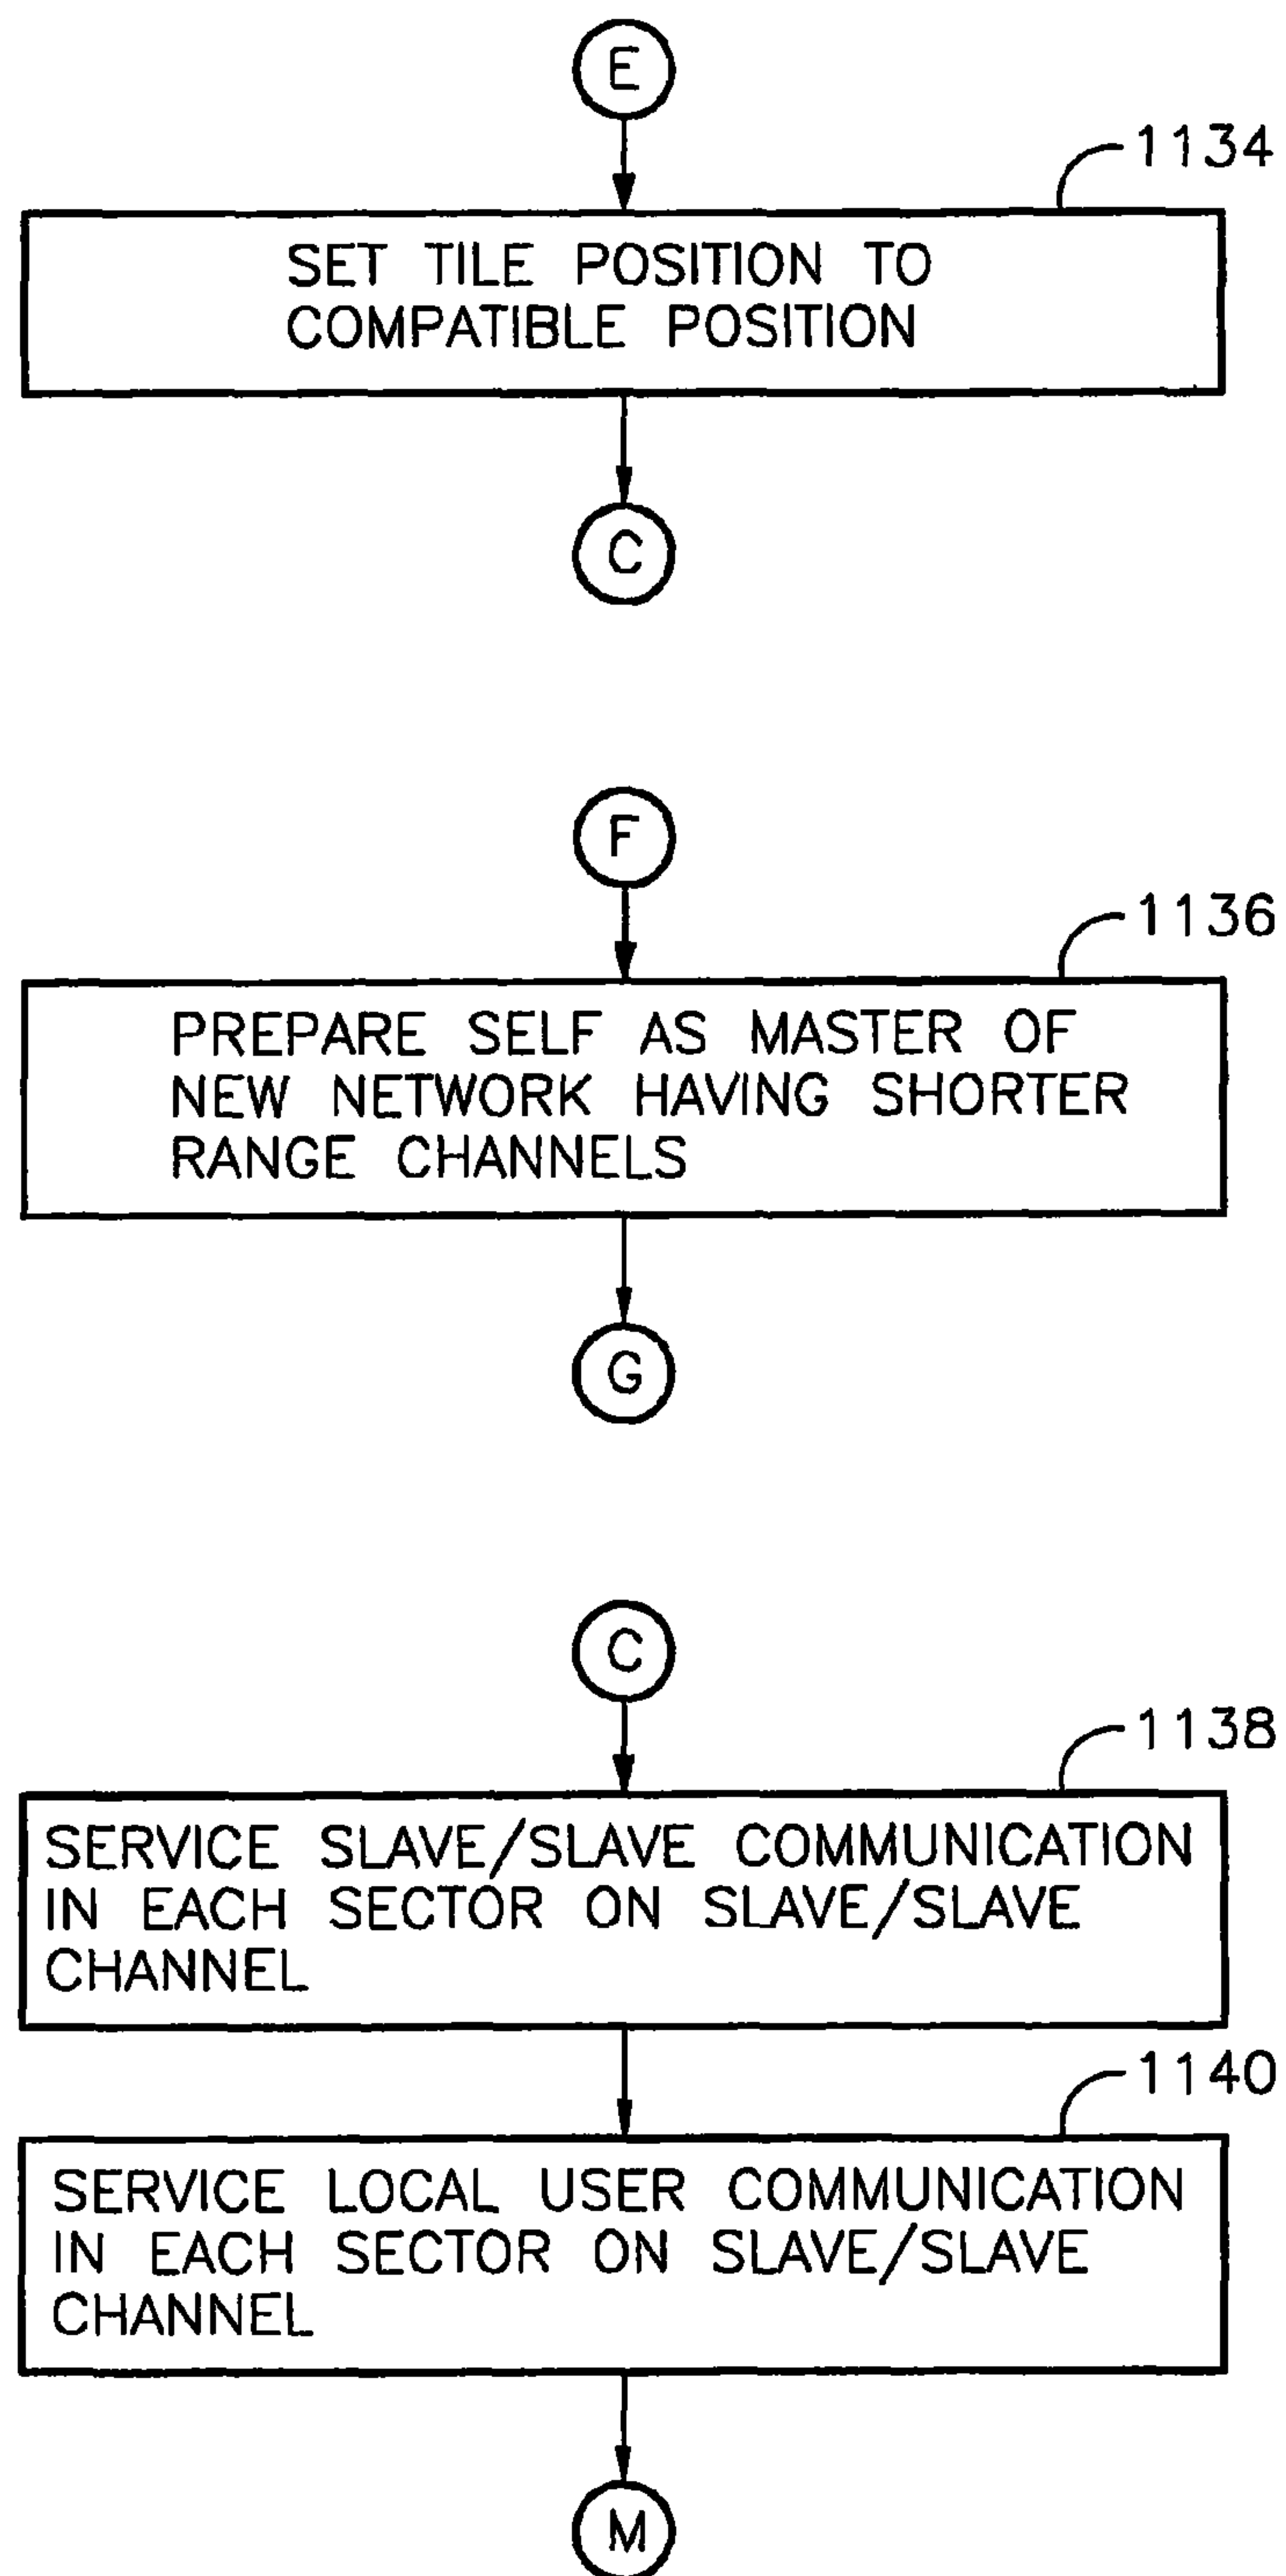 E
1134
SET TILE POSITION TO
COMPATIBLE POSITION
C
F
1136
PREPARE SELF AS MASTER OF
NEW NETWORK HAVING SHORTER
RANGE CHANNELS
G
C
1138
SERVICE SLAVE/SLAVE COMMUNICATION
IN EACH SECTOR ON SLAVE/SLAVE
CHANNEL
1140
SERVICE LOCAL USER COMMUNICATION
IN EACH SECTOR ON SLAVE/SLAVE
CHANNEL
M